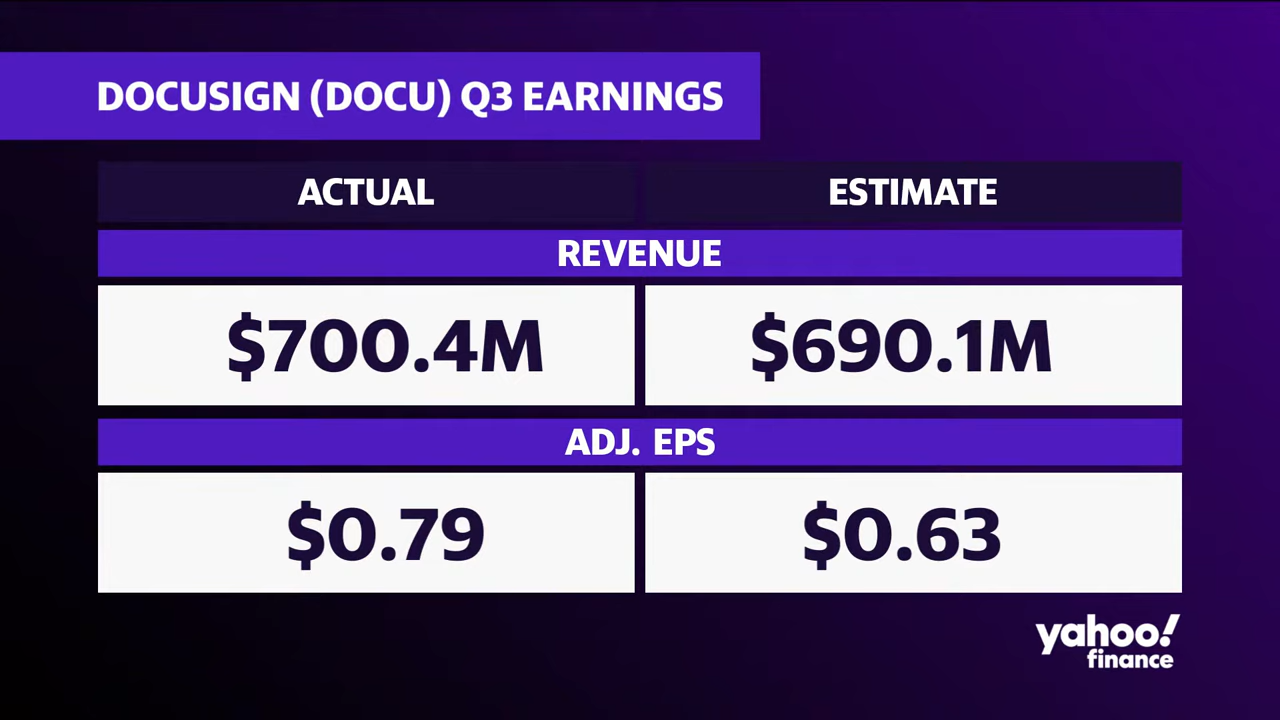 DOCUSIGN (DOCU) Q3 EARNINGS
ACTUAL ESTIMATE
REVENUE
$700.4M $690.1M
ADJ. EPS
$0.79 $0.63
yahoo!
finance